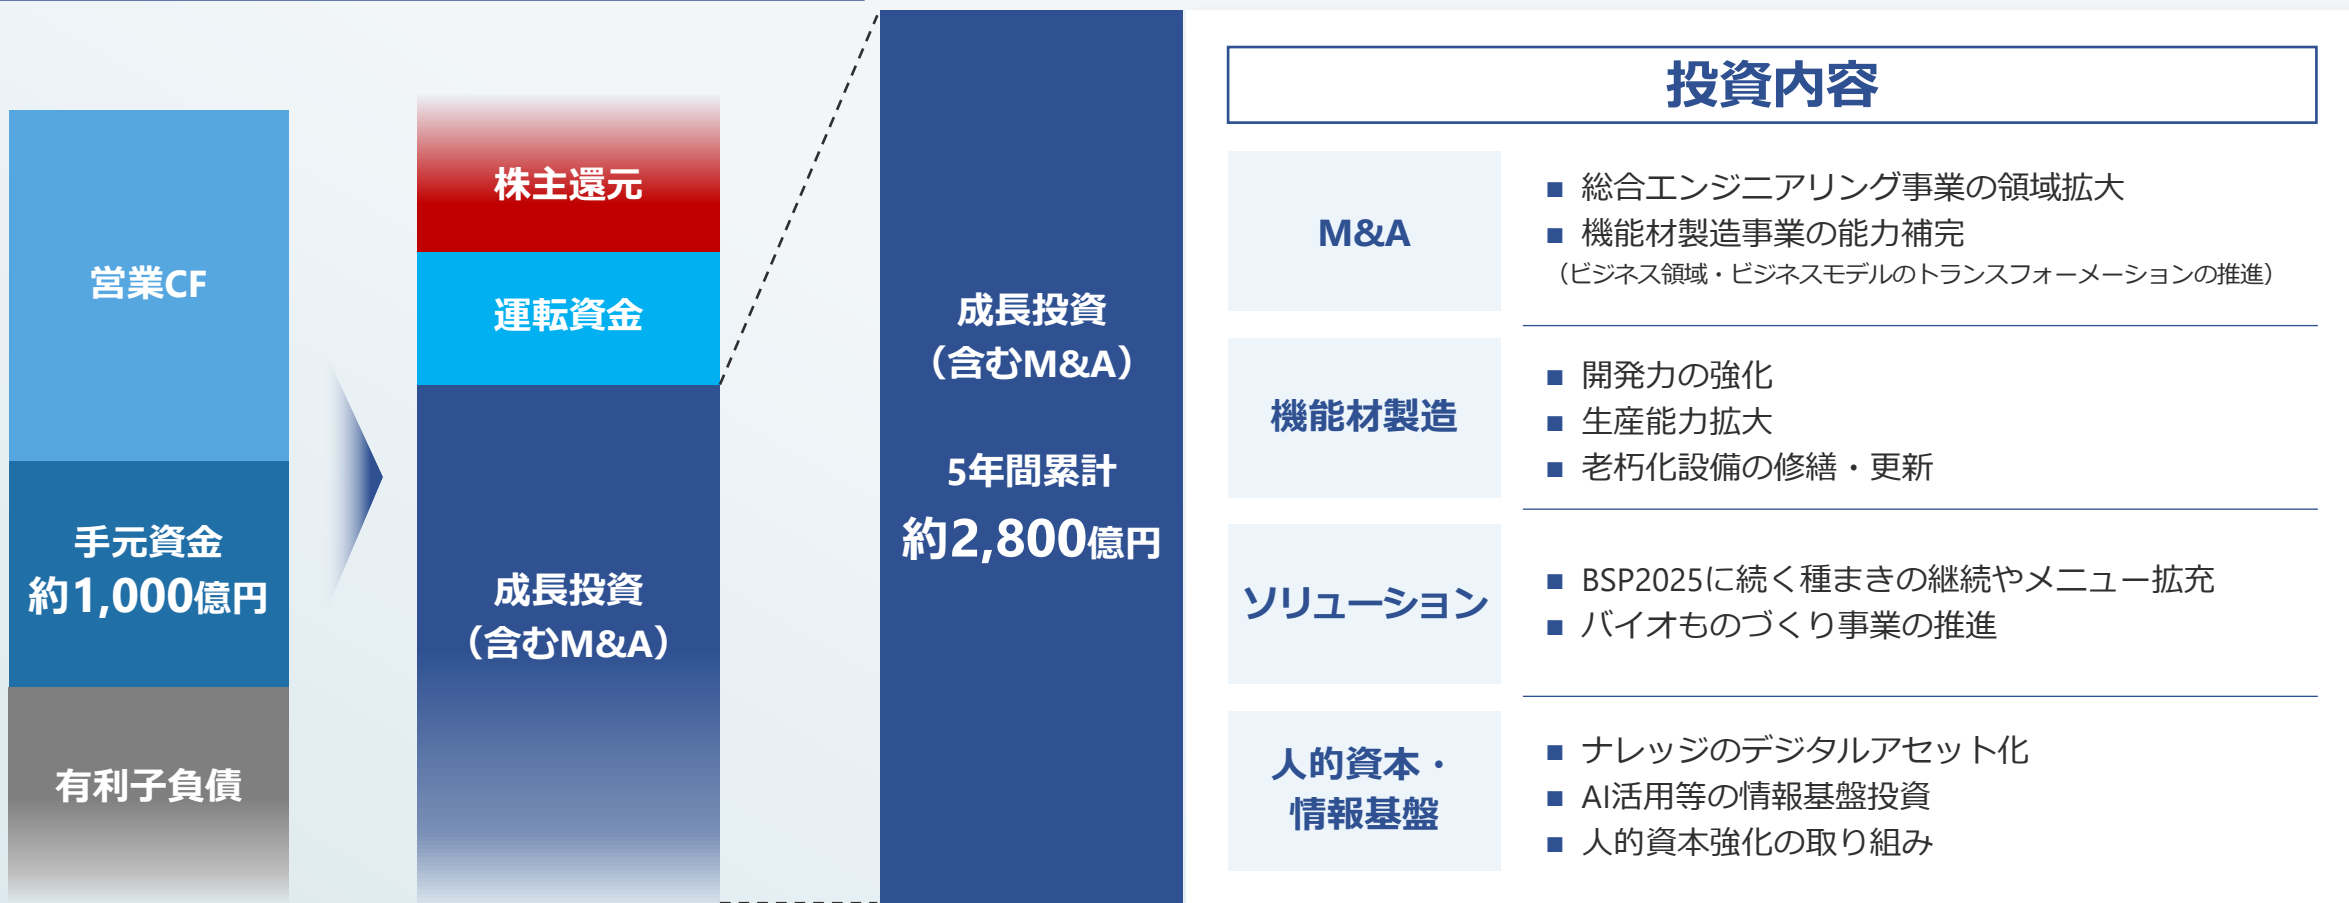 営業CF
手元資金
約1,000億円
有利子負債
株主還元
運転資金
成長投資
（含むM&A）
成長投資
（含むM&A）
5年間累計
約2,800億円
投資内容
M&A
■ 総合エンジニアリング事業の領域拡大
■ 機能材製造事業の能力補完
（ビジネス領域・ビジネスモデルのトランスフォーメーションの推進）
機能材製造
■ 開発力の強化
■ 生産能力拡大
■ 老朽化設備の修繕・更新
ソリューション
■ BSP2025に続く種まきの継続やメニュー拡充
■ バイオものづくり事業の推進
人的資本・
情報基盤
■ ナレッジのデジタルアセット化
■ AI活用等の情報基盤投資
■ 人的資本強化の取り組み